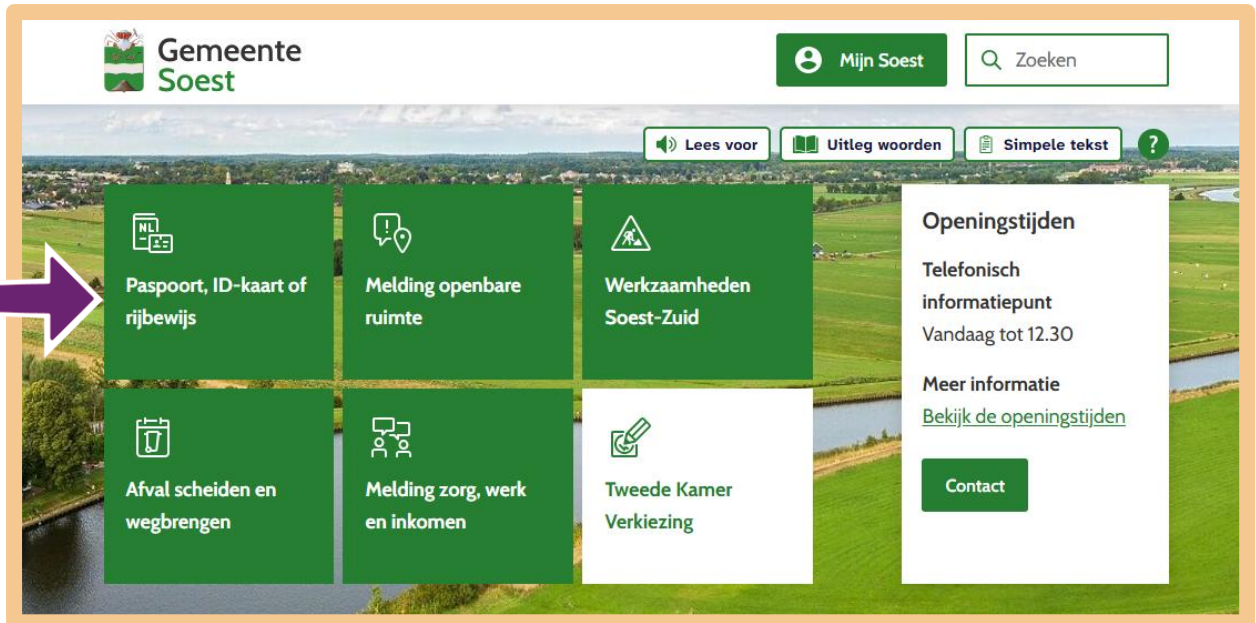 Gemeente
Soest
Mijn Soest
Zoeken
Lees voor
Uitleg woorden
Simpele tekst
?
NL
Paspoort, ID-kaart of
rijbewijs
Melding openbare
ruimte
Werkzaamheden
Soest-Zuid
Afval scheiden en
wegbrengen
Melding zorg, werk
en inkomen
Tweede Kamer
Verkiezing
Openingstijden
Telefonisch
informatiepunt
Vandaag tot 12.30
Meer informatie
Bekijk de openingstijden
Contact